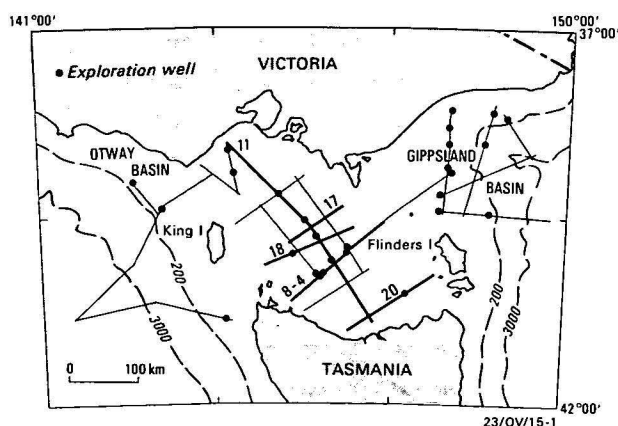 141°00'
150°00'
37°00'
Exploration well
VICTORIA
11
OTWAY
BASIN
GIPPSLAND
BASIN
17
King I
18
Flinders I
200
8-4
20
200
3000
3000
0 100 km
TASMANIA
42°00'
23/OV/15-1